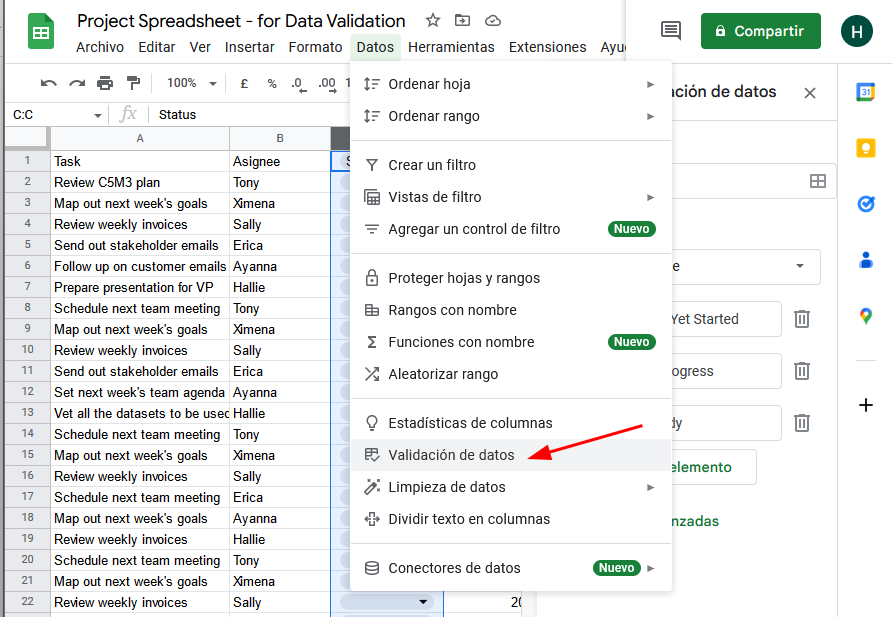 Project Spreadsheet - for Data Validation
Archivo Editar Ver Insertar Formato Datos Herramientas Extensiones Ayu
Compartir
H
100% £ % .0 .00 1
C:C fx Status
Ordenar hoja
Ordenar rango
Crear un filtro
Vistas de filtro
Agregar un control de filtro Nuevo
Proteger hojas y rangos
Rangos con nombre
Funciones con nombre Nuevo
Aleatorizar rango
Estadísticas de columnas
Validación de datos
Limpieza de datos
Dividir texto en columnas
Conectores de datos Nuevo
ción de datos
31
e
Yet Started
ogress
dy
elemento
nzadas
A B
1 Task Asignee S
2 Review C5M3 plan Tony
3 Map out next week's goals Ximena
4 Review weekly invoices Sally
5 Send out stakeholder emails Erica
6 Follow up on customer emails Ayanna
7 Prepare presentation for VP Hallie
8 Schedule next team meeting Tony
9 Map out next week's goals Ximena
10 Review weekly invoices Sally
11 Send out stakeholder emails Erica
12 Set next week's team agenda Ayanna
13 Vet all the datasets to be used Hallie
14 Schedule next team meeting Tony
15 Map out next week's goals Ximena
16 Review weekly invoices Sally
17 Schedule next team meeting Erica
18 Map out next week's goals Ayanna
19 Review weekly invoices Hallie
20 Schedule next team meeting Tony
21 Map out next week's goals Ximena
22 Review weekly invoices Sally 20